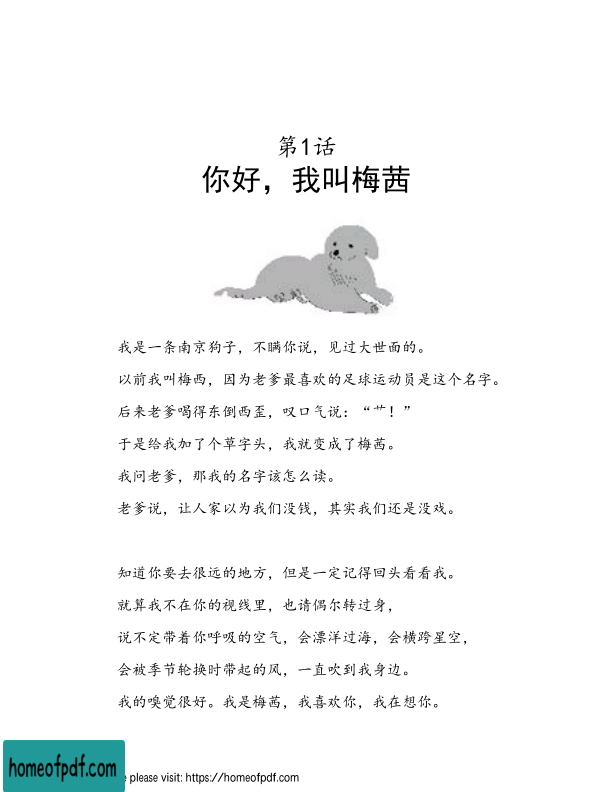 第1话
你好，我叫梅茜
我是一条南京狗子，不瞒你说，见过大世面的。
以前我叫梅西，因为老爹最喜欢的足球运动员是这个名字。
后来老爹喝得东倒西歪，叹口气说：“艹！”
于是给我加了个草字头，我就变成了梅茜。
我问老爹，那我的名字该怎么读。
老爹说，让人家以为我们没钱，其实我们还是没戏。
知道你要去很远的地方，但是一定记得回头看看我。
就算我不在你的视线里，也请偶尔转过身，
说不定带着你呼吸的空气，会漂洋过海，会横跨星空，
会被季节轮换时带起的风，一直吹到我身边。
我的嗅觉很好。我是梅茜，我喜欢你，我在想你。
homeofpdf.com
e please visit: https://homeofpdf.com